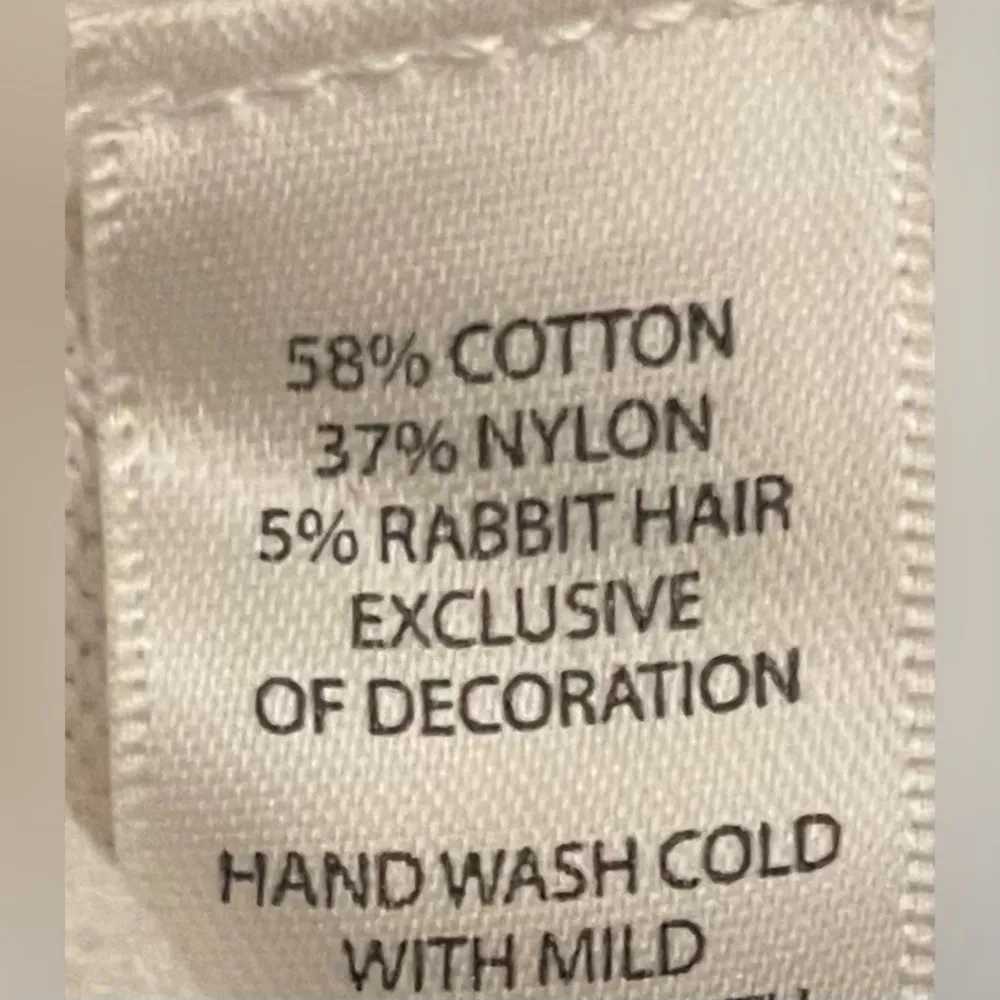 58% COTTON
37% NYLON
5% RABBIT HAIR
EXCLUSIVE
OF DECORATION
HAND WASH COLD
WITH MILD